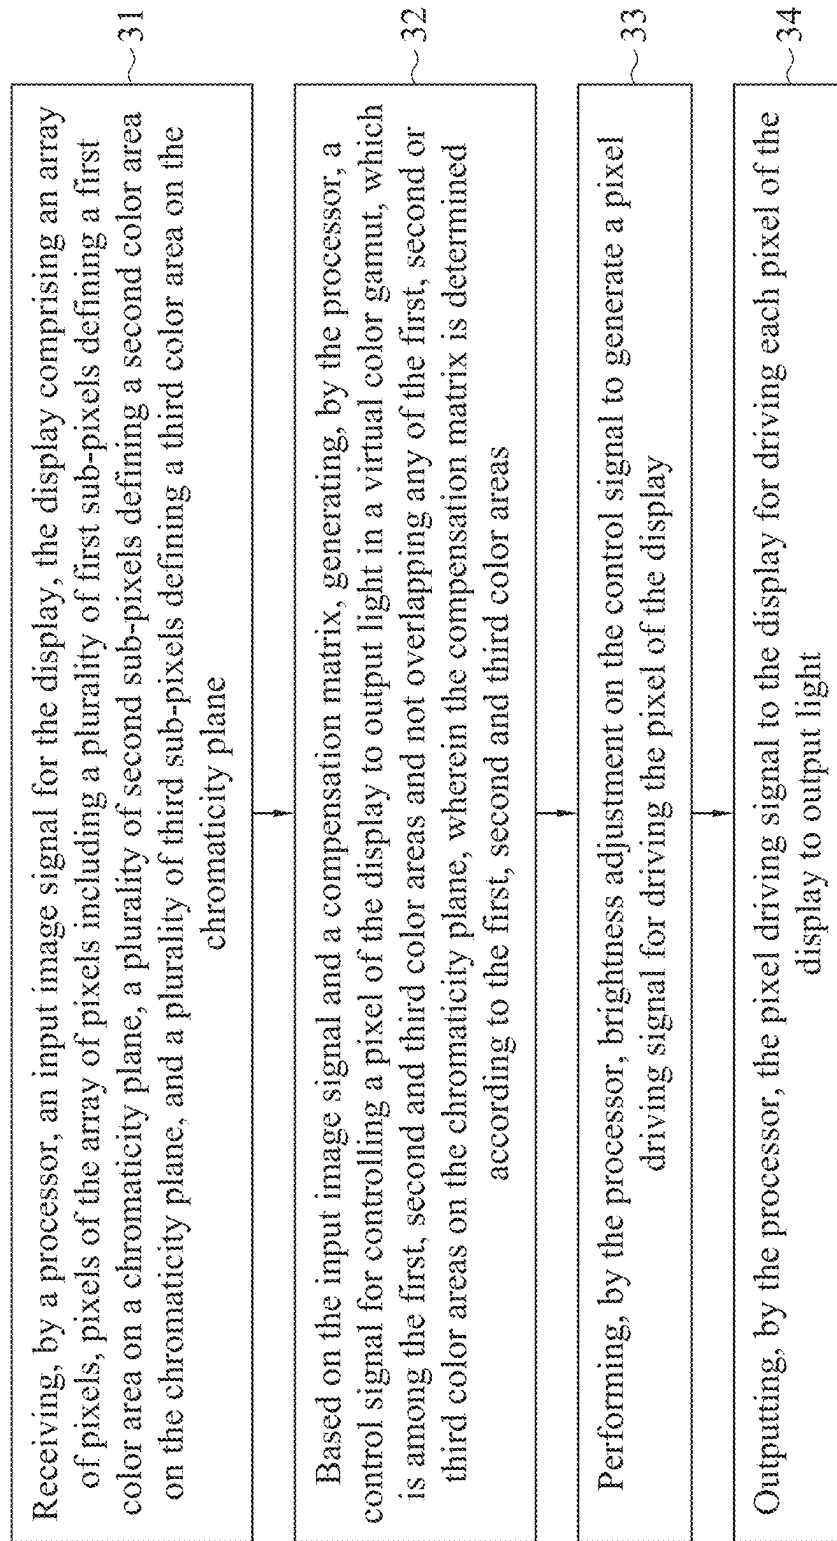 Receiving, by a processor, an input image signal for the display, the display comprising an array
of pixels, pixels of the array of pixels including a plurality of first sub-pixels defining a first
color area on a chromaticity plane, a plurality of second sub-pixels defining a second color area
on the chromaticity plane, and a plurality of third sub-pixels defining a third color area on the
chromaticity plane
31
Based on the input image signal and a compensation matrix, generating, by the processor, a
control signal for controlling a pixel of the display to output light in a virtual color gamut, which
is among the first, second and third color areas and not overlapping any of the first, second or
third color areas on the chromaticity plane, wherein the compensation matrix is determined
according to the first, second and third color areas
32
Performing, by the processor, brightness adjustment on the control signal to generate a pixel
driving signal for driving the pixel of the display
33
Outputting, by the processor, the pixel driving signal to the display for driving each pixel of the
display to output light
34